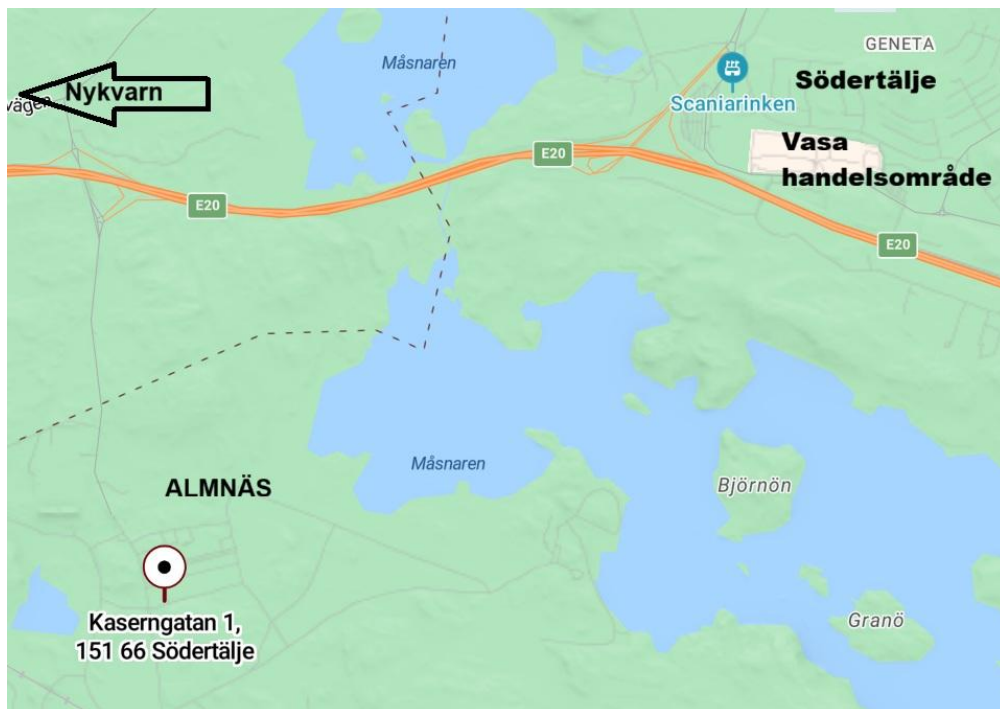 Måsnaren
GENETA
Södertälje
Nykvarn
vägen
Scaniarinken
Vasa
handelsområde
E20
E20
E20
Måsnaren
Björnön
ALMNÄS
Kaserngatan 1,
151 66 Södertälje
Granö